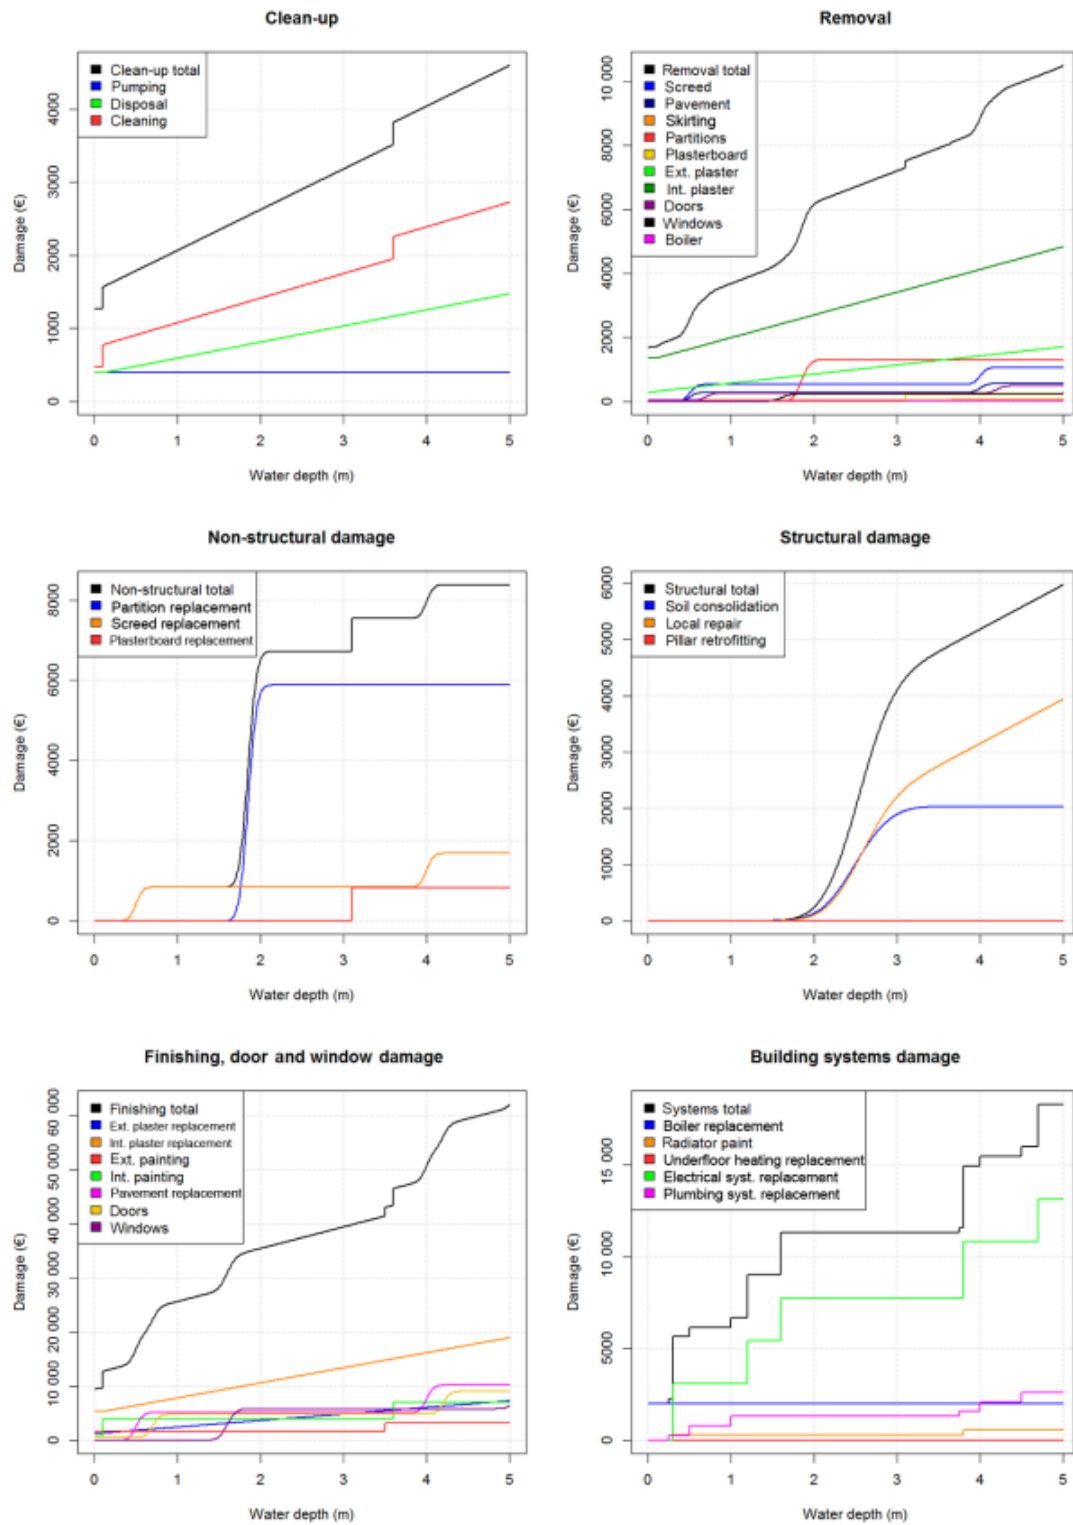 Clean-up
Clean-up total
Pumping
Disposal
Cleaning
Damage (€)
0
1000
2000
3000
4000
0 1 2 3 4 5
Water depth (m)
Removal
Removal total
Screed
Pavement
Skirting
Partitions
Plasterboard
Ext. plaster
Int. plaster
Doors
Windows
Boiler
Damage (€)
0
2000
4000
6000
8000
10 000
0 1 2 3 4 5
Water depth (m)
Non-structural damage
Non-structural total
Partition replacement
Screed replacement
Plasterboard replacement
Damage (€)
0
2000
4000
6000
8000
0 1 2 3 4 5
Water depth (m)
Structural damage
Structural total
Soil consolidation
Local repair
Pillar retrofitting
Damage (€)
0
1000
2000
3000
4000
5000
6000
0 1 2 3 4 5
Water depth (m)
Finishing, door and window damage
Finishing total
Ext. plaster replacement
Int. plaster replacement
Ext. painting
Int. painting
Pavement replacement
Doors
Windows
Damage (€)
0
10 000
20 000
30 000
40 000
50 000
60 000
0 1 2 3 4 5
Water depth (m)
Building systems damage
Systems total
Boiler replacement
Radiator paint
Underfloor heating replacement
Electrical syst. replacement
Plumbing syst. replacement
Damage (€)
0
5000
10 000
15 000
0 1 2 3 4 5
Water depth (m)